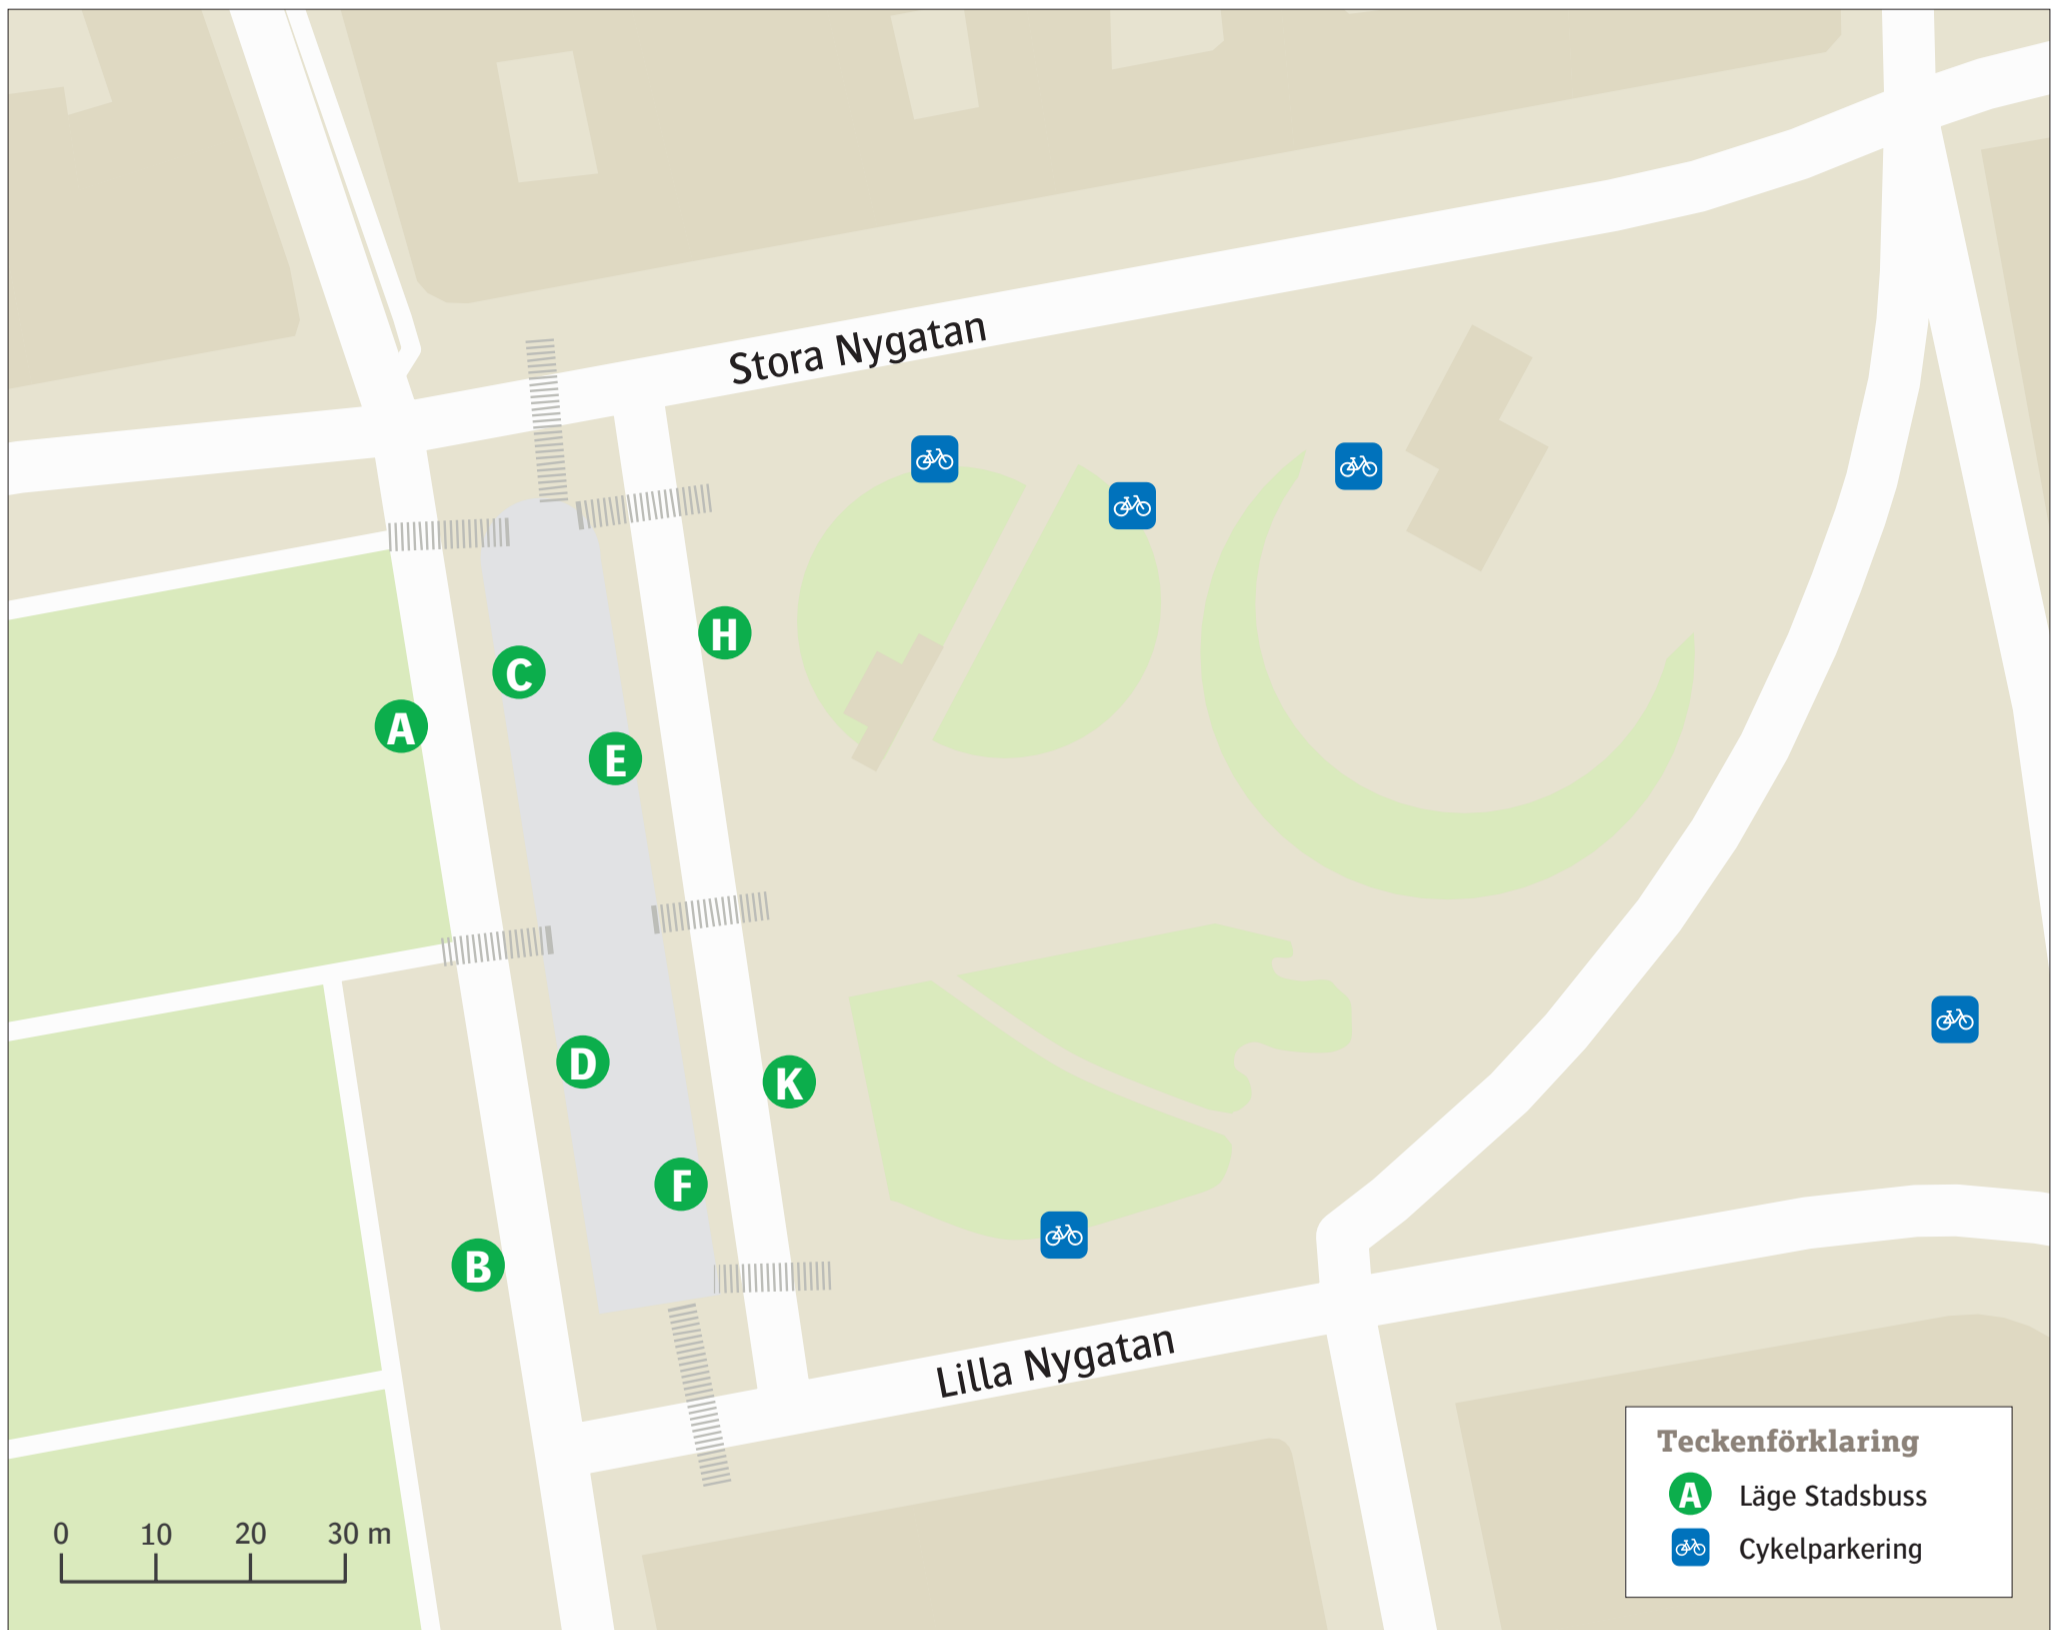 Stora Nygatan
H
C
A
E
D
K
F
B
Lilla Nygatan
Teckenförklaring
A Läge Stadsbuss
Cykelparkering
0 10 20 30 m